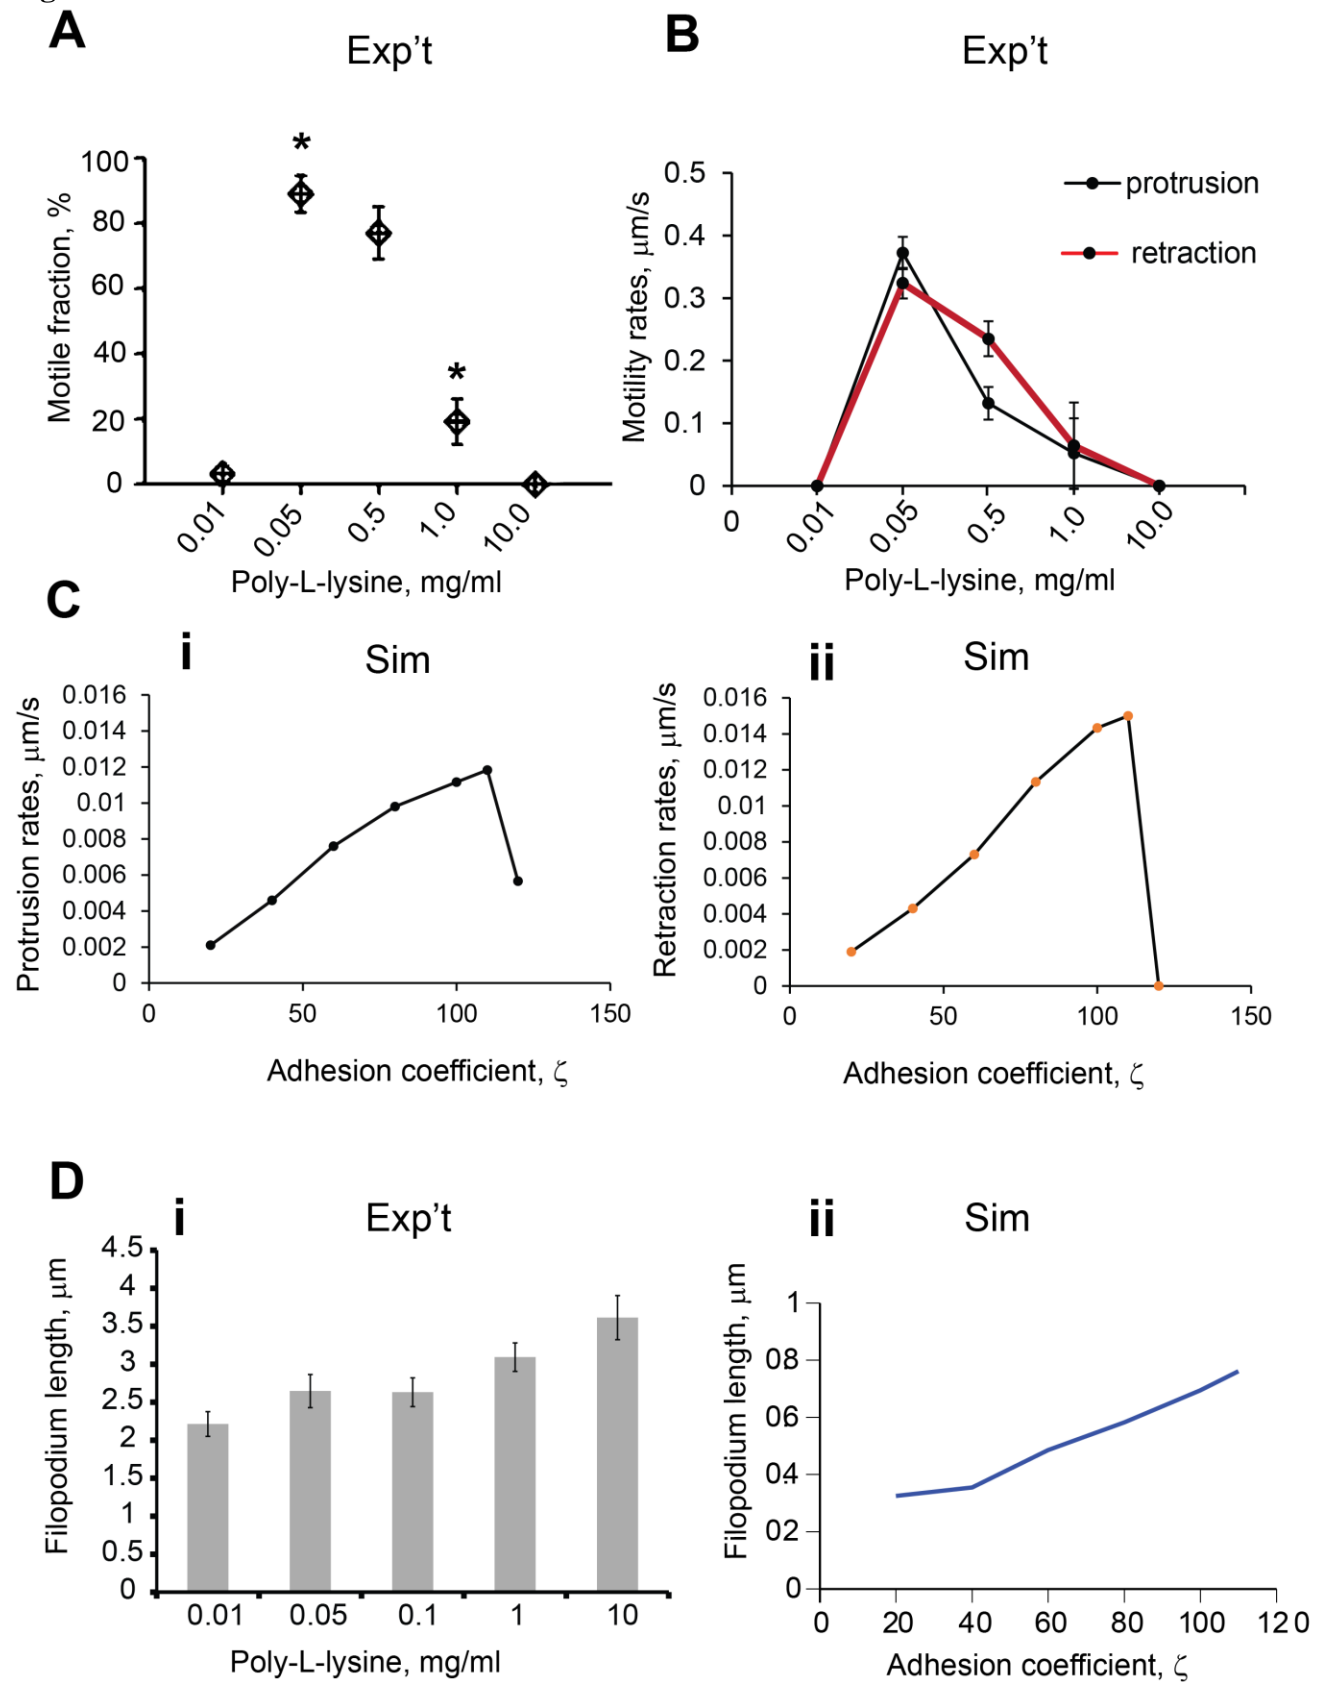 A
Exp't
*
*
100
80
60
40
20
0
Motile fraction, %
0.01
0.05
0.5
1.0
10.0
Poly-L-lysine, mg/ml
B
Exp't
protrusion
retraction
0.5
0.4
0.3
0.2
0.1
0
Motility rates, μm/s
0
0.01
0.05
0.5
1.0
10.0
Poly-L-lysine, mg/ml
C
i
Sim
0.016
0.014
0.012
0.01
0.008
0.006
0.004
0.002
0
Protrusion rates, μm/s
0
50
100
150
Adhesion coefficient, ζ
ii
Sim
0.016
0.014
0.012
0.01
0.008
0.006
0.004
0.002
0
Retraction rates, μm/s
0
50
100
150
Adhesion coefficient, ζ
D
i
Exp't
4.5
4
3.5
3
2.5
2
1.5
1
0.5
0
Filopodium length, μm
0.01
0.05
0.1
1
10
Poly-L-lysine, mg/ml
ii
Sim
1
08
06
04
02
0
Filopodium length, μm
0
20
40
60
80
100
12 0
Adhesion coefficient, ζ